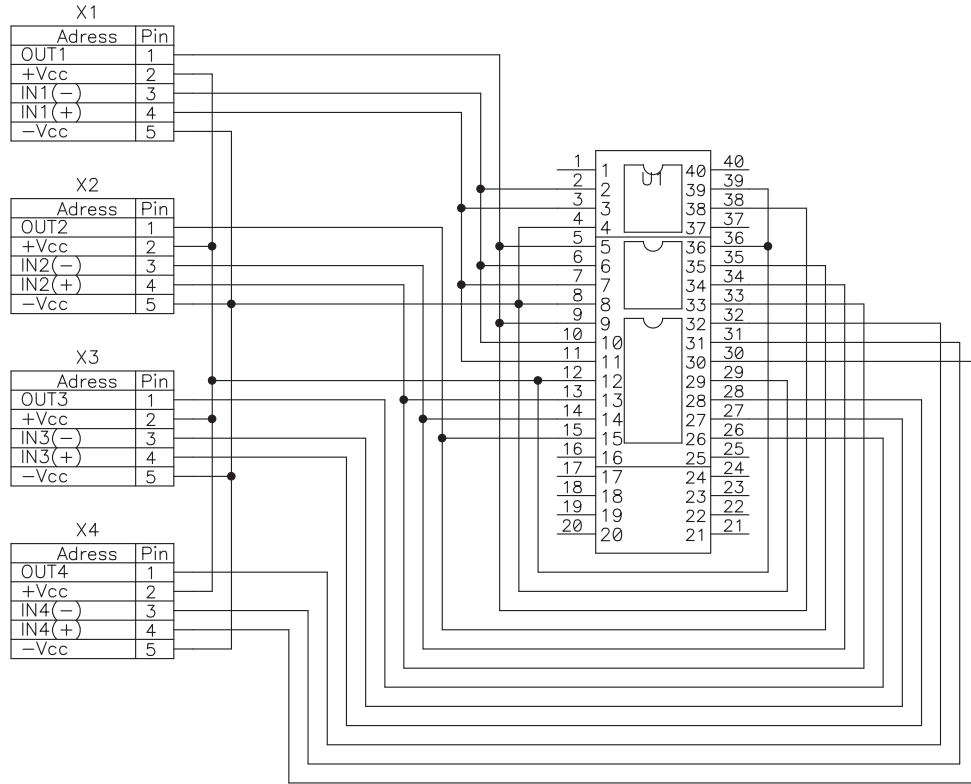 X1
Adress Pin
OUT1 1
+Vcc 2
IN1(−) 3
IN1(+) 4
−Vcc 5
X2
Adress Pin
OUT2 1
+Vcc 2
IN2(−) 3
IN2(+) 4
−Vcc 5
X3
Adress Pin
OUT3 1
+Vcc 2
IN3(−) 3
IN3(+) 4
−Vcc 5
X4
Adress Pin
OUT4 1
+Vcc 2
IN4(−) 3
IN4(+) 4
−Vcc 5
U1
1 1 40 40
2 2 39 39
3 3 38 38
4 4 37 37
5 5 36 36
6 6 35 35
7 7 34 34
8 8 33 33
9 9 32 32
10 10 31 31
11 11 30 30
12 12 29 29
13 13 28 28
14 14 27 27
15 15 26 26
16 16 25 25
17 17 24 24
18 18 23 23
19 19 22 22
20 20 21 21